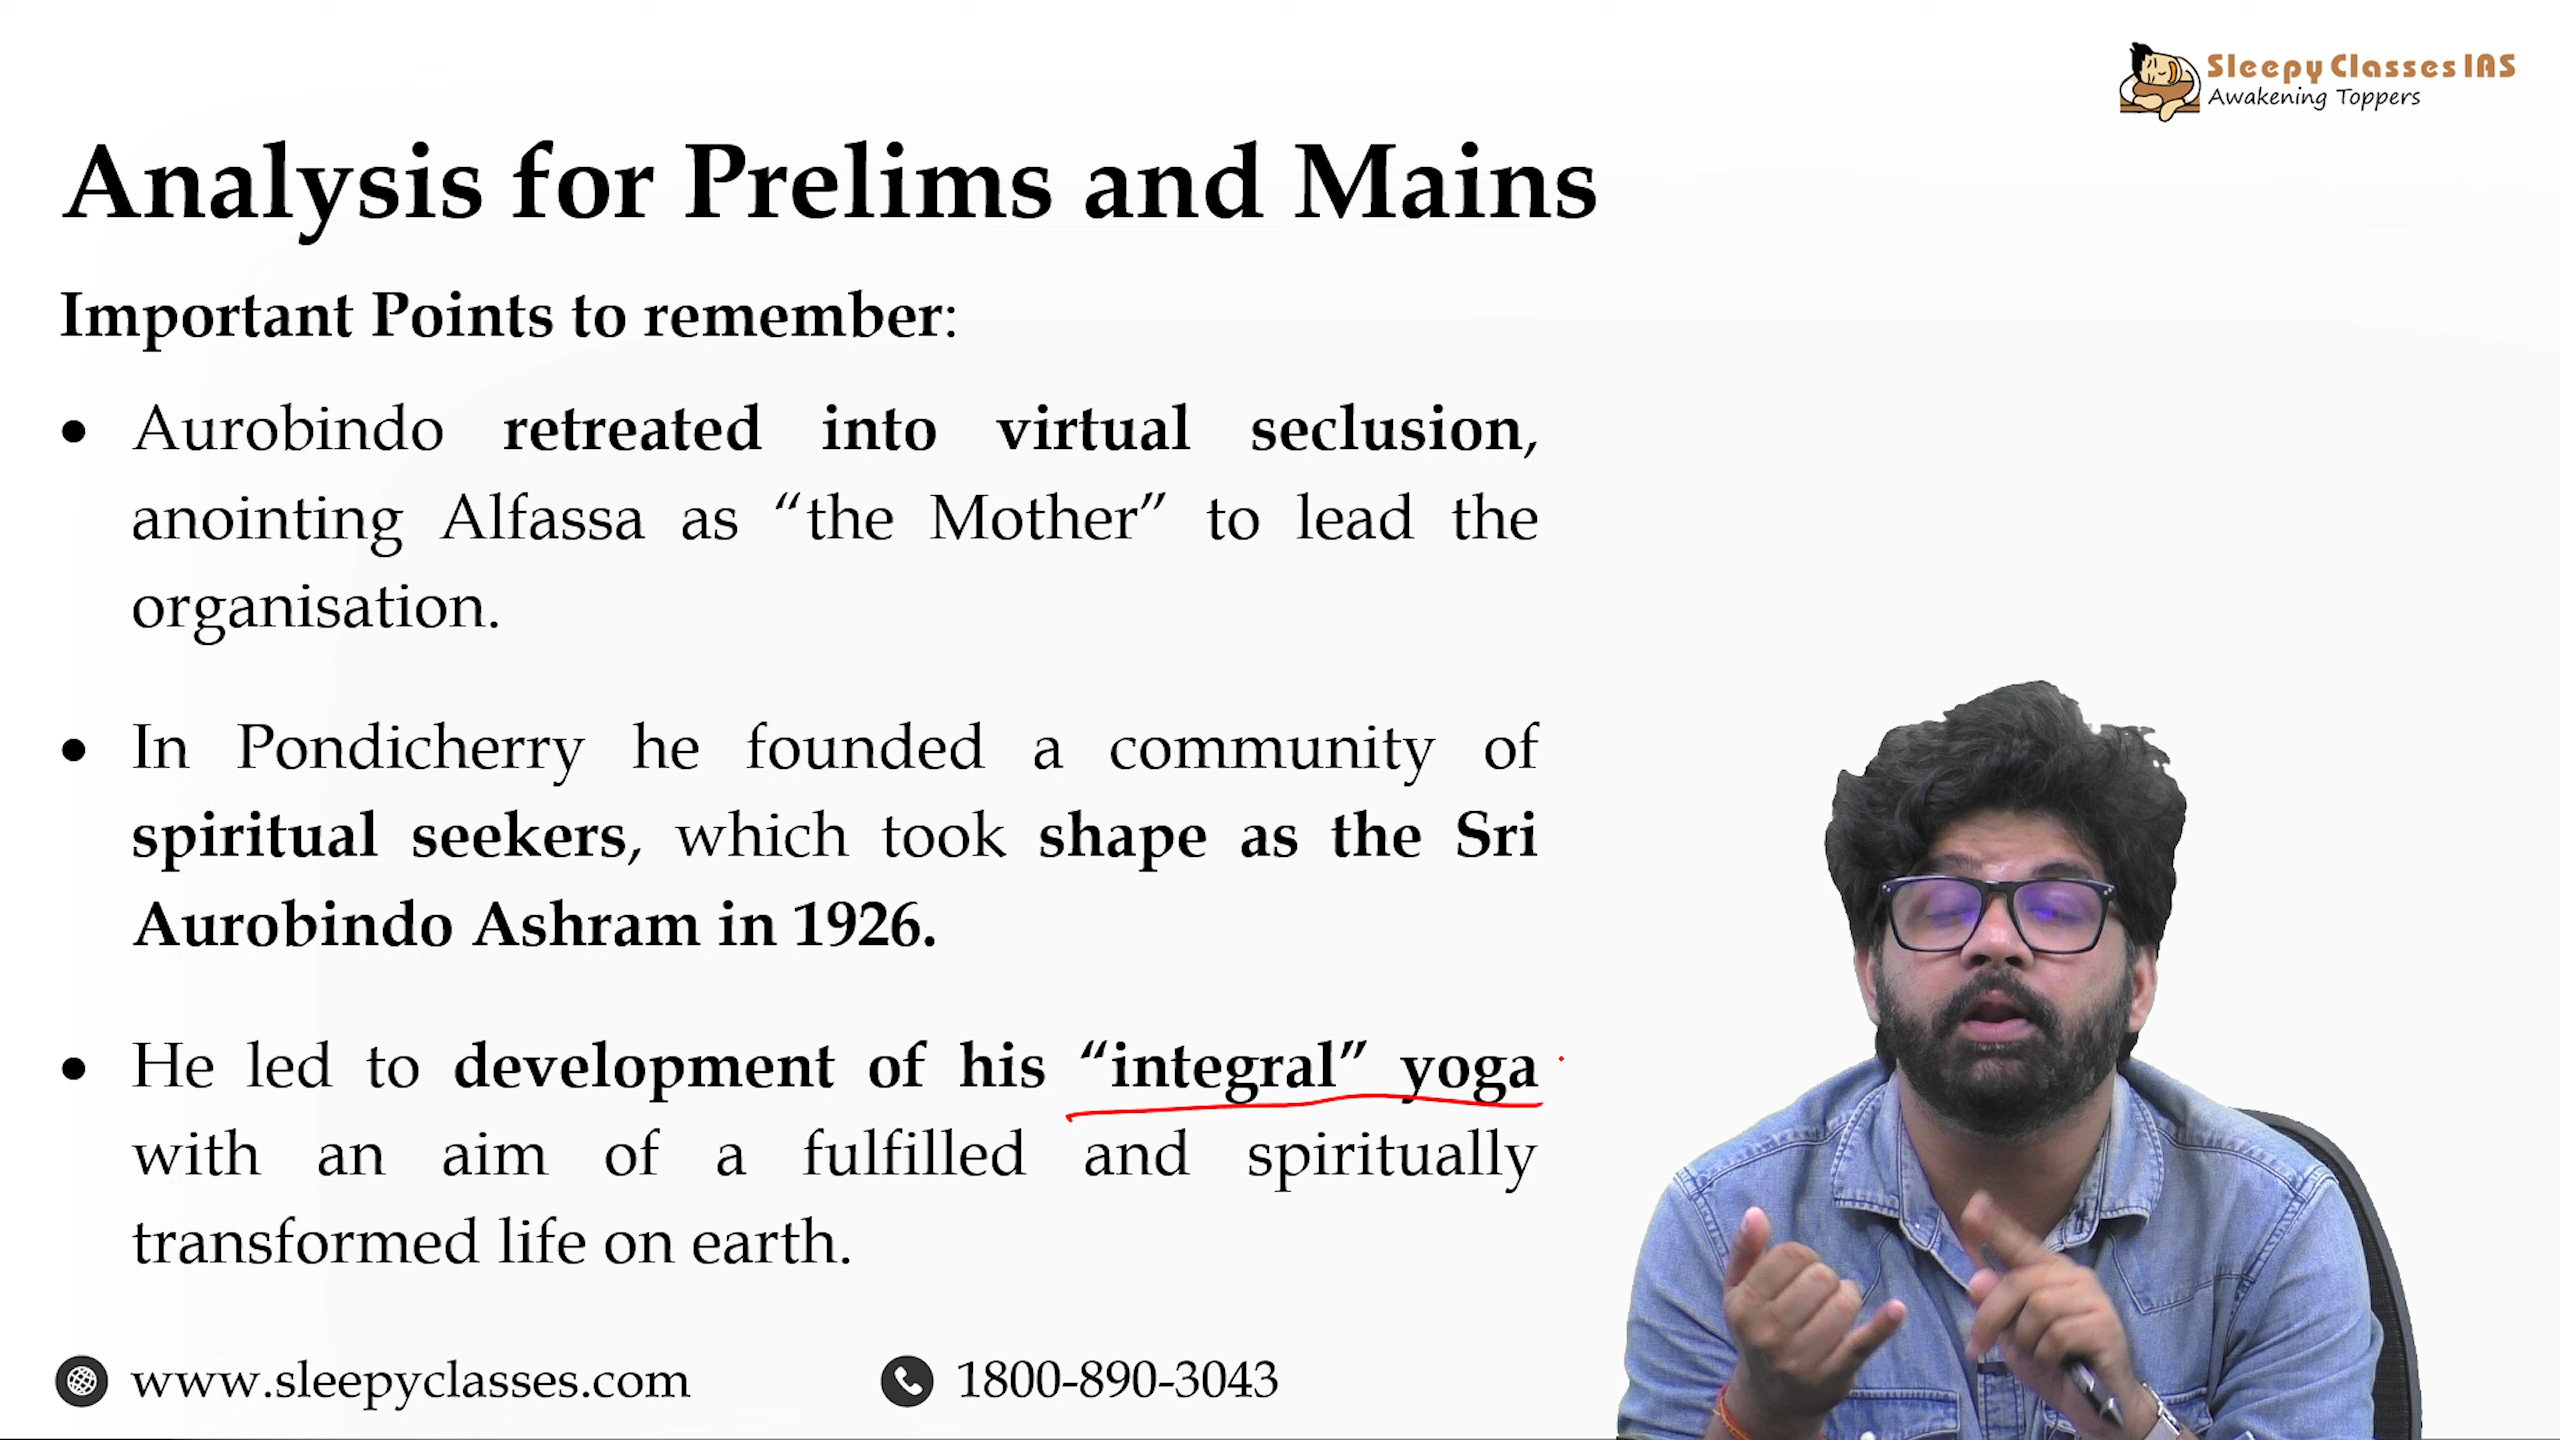 Sleepy Classes IAS
Awakening Toppers
Analysis for Prelims and Mains
Important Points to remember:
• Aurobindo retreated into virtual seclusion,
anointing Alfassa as “the Mother” to lead the
organisation.
• In Pondicherry he founded a community of
spiritual seekers, which took shape as the Sri
Aurobindo Ashram in 1926.
• He led to development of his “integral” yoga
with an aim of a fulfilled and spiritually
transformed life on earth.
www.sleepyclasses.com 1800-890-3043